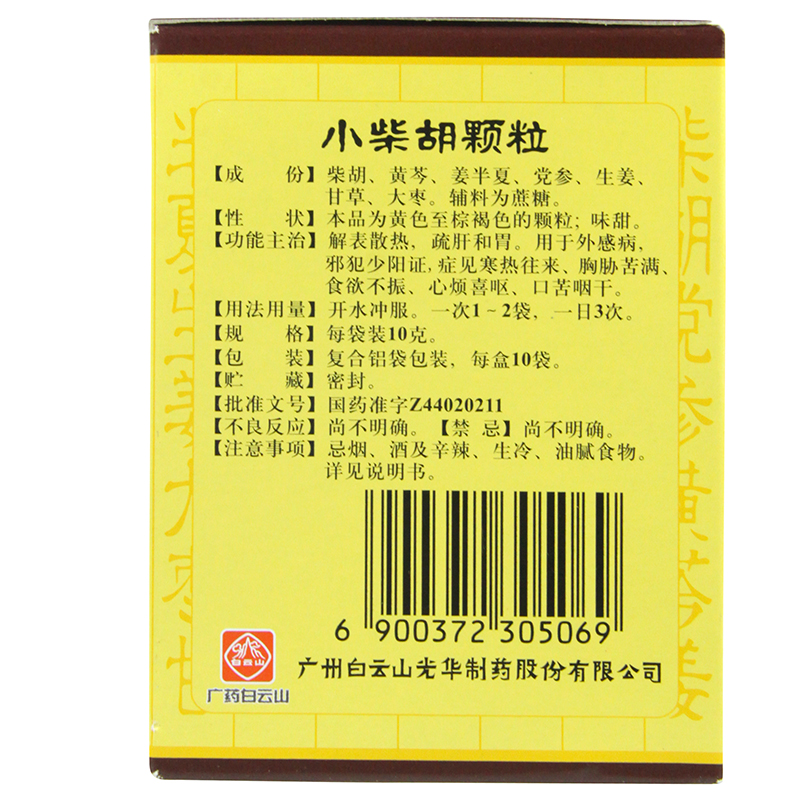 小柴胡颗粒
【成 份】柴胡、黄芩、姜半夏、党参、生姜、
甘草、大枣。辅料为蔗糖。
【性 状】本品为黄色至棕褐色的颗粒；味甜。
【功能主治】解表散热，疏肝和胃。用于外感病，
邪犯少阳证，症见寒热往来、胸胁苦满、
食欲不振、心烦喜呕、口苦咽干。
【用法用量】开水冲服。一次1~2袋，一日3次。
【规 格】每袋装10克。
【包 装】复合铝袋包装，每盒10袋。
【贮 藏】密封。
【批准文号】国药准字Z44020211
【不良反应】尚不明确。【禁 忌】尚不明确。
【注意事项】忌烟、酒及辛辣、生冷、油腻食物。
详见说明书。
6 900372 305069
白云山
广药白云山
广州白云山光华制药股份有限公司